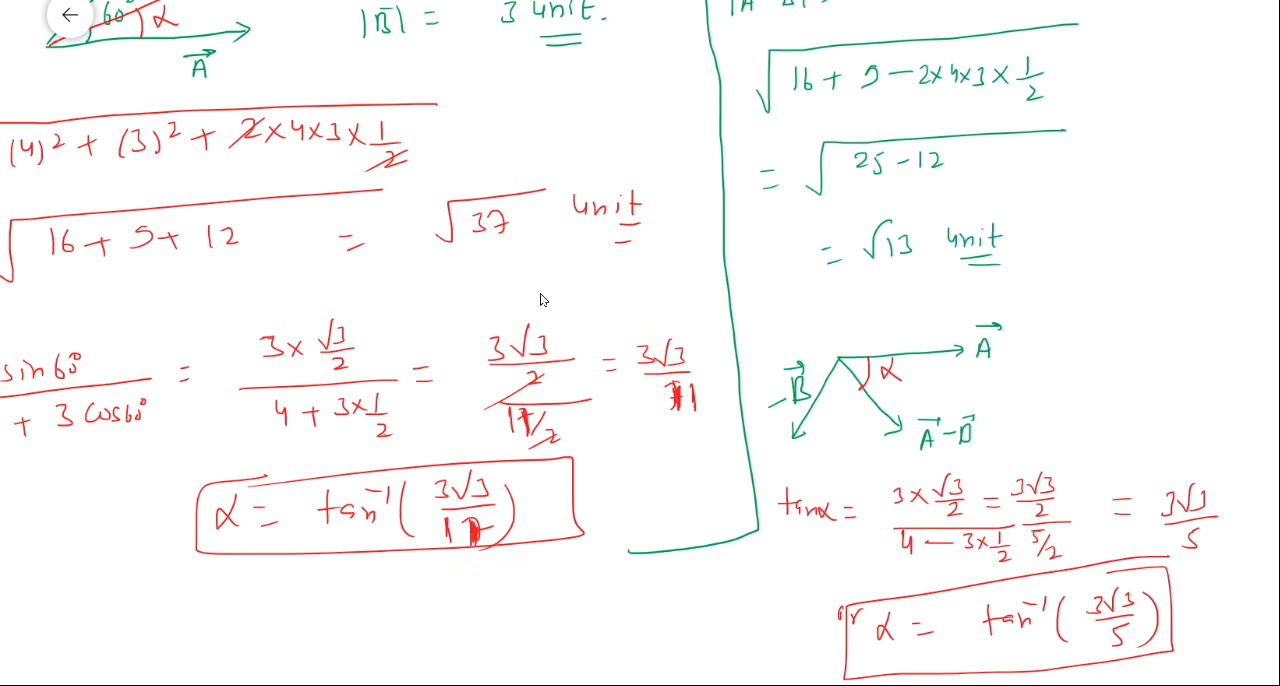 60° α
A⃗
|B⃗| = 3 unit.
(4)² + (3)² + 2×4×3×1/2
√(16 + 9 + 12) = √37 unit
sin60° / + 3 cos60° = (3×√3/2) / (4 + 3×1/2) = (3√3/2) / (11/2) = 3√3/11
α = tan⁻¹(3√3/11)
√(16 + 9 − 2×4×3×1/2)
= √(25 − 12)
= √13 unit
A⃗
α
−B⃗
A⃗−B⃗
tanα = (3×√3/2) / (4 − 3×1/2) = (3√3/2) / (5/2) = 3√3/5
or α = tan⁻¹(3√3/5)